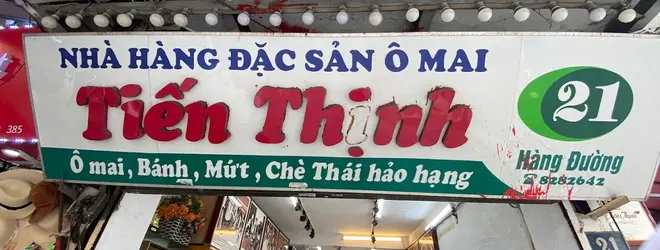 NHÀ HÀNG ĐẶC SẢN Ô MAI
Tiến Thịnh
Ô mai, Bánh, Mứt, Chè Thái hảo hạng
21
Hàng Đường
☎ 8282642
385
21